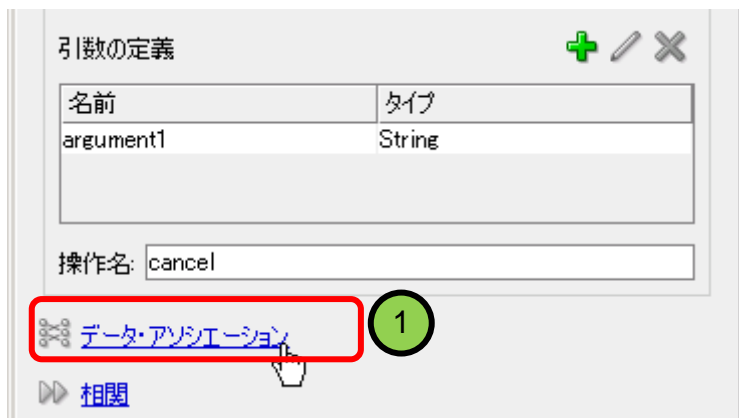 引数の定義
名前 タイプ
argument1 String
操作名: cancel
データ・アソシエーション 1
相関